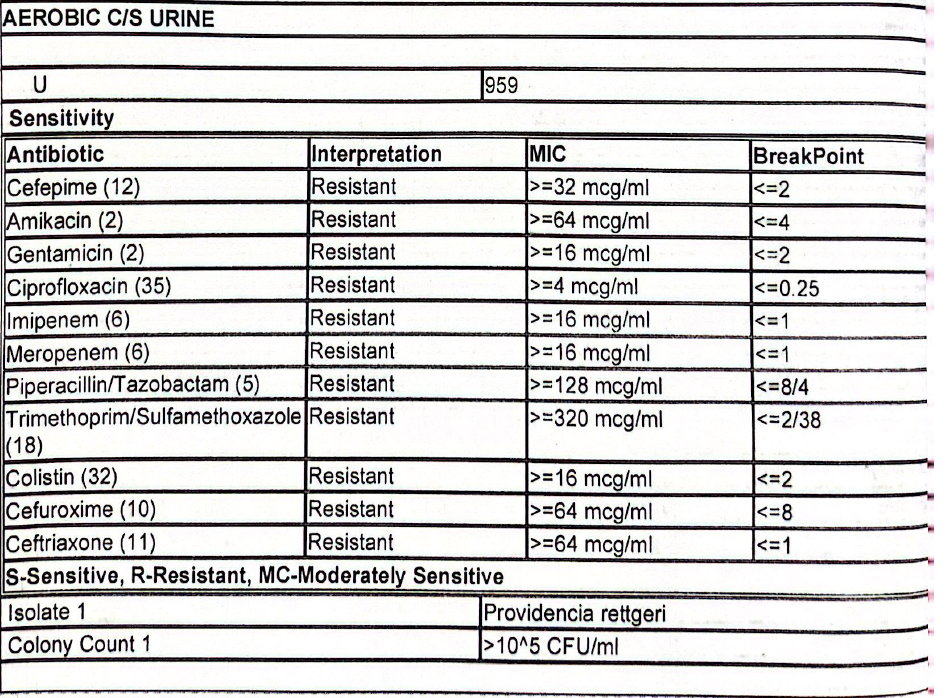 AEROBIC C/S URINE
U 959
Sensitivity
Antibiotic Interpretation MIC BreakPoint
Cefepime (12) Resistant >=32 mcg/ml <=2
Amikacin (2) Resistant >=64 mcg/ml <=4
Gentamicin (2) Resistant >=16 mcg/ml <=2
Ciprofloxacin (35) Resistant >=4 mcg/ml <=0.25
Imipenem (6) Resistant >=16 mcg/ml <=1
Meropenem (6) Resistant >=16 mcg/ml <=1
Piperacillin/Tazobactam (5) Resistant >=128 mcg/ml <=8/4
Trimethoprim/Sulfamethoxazole Resistant >=320 mcg/ml <=2/38
(18)
Colistin (32) Resistant >=16 mcg/ml <=2
Cefuroxime (10) Resistant >=64 mcg/ml <=8
Ceftriaxone (11) Resistant >=64 mcg/ml <=1
S-Sensitive, R-Resistant, MC-Moderately Sensitive
Isolate 1 Providencia rettgeri
Colony Count 1 >10^5 CFU/ml